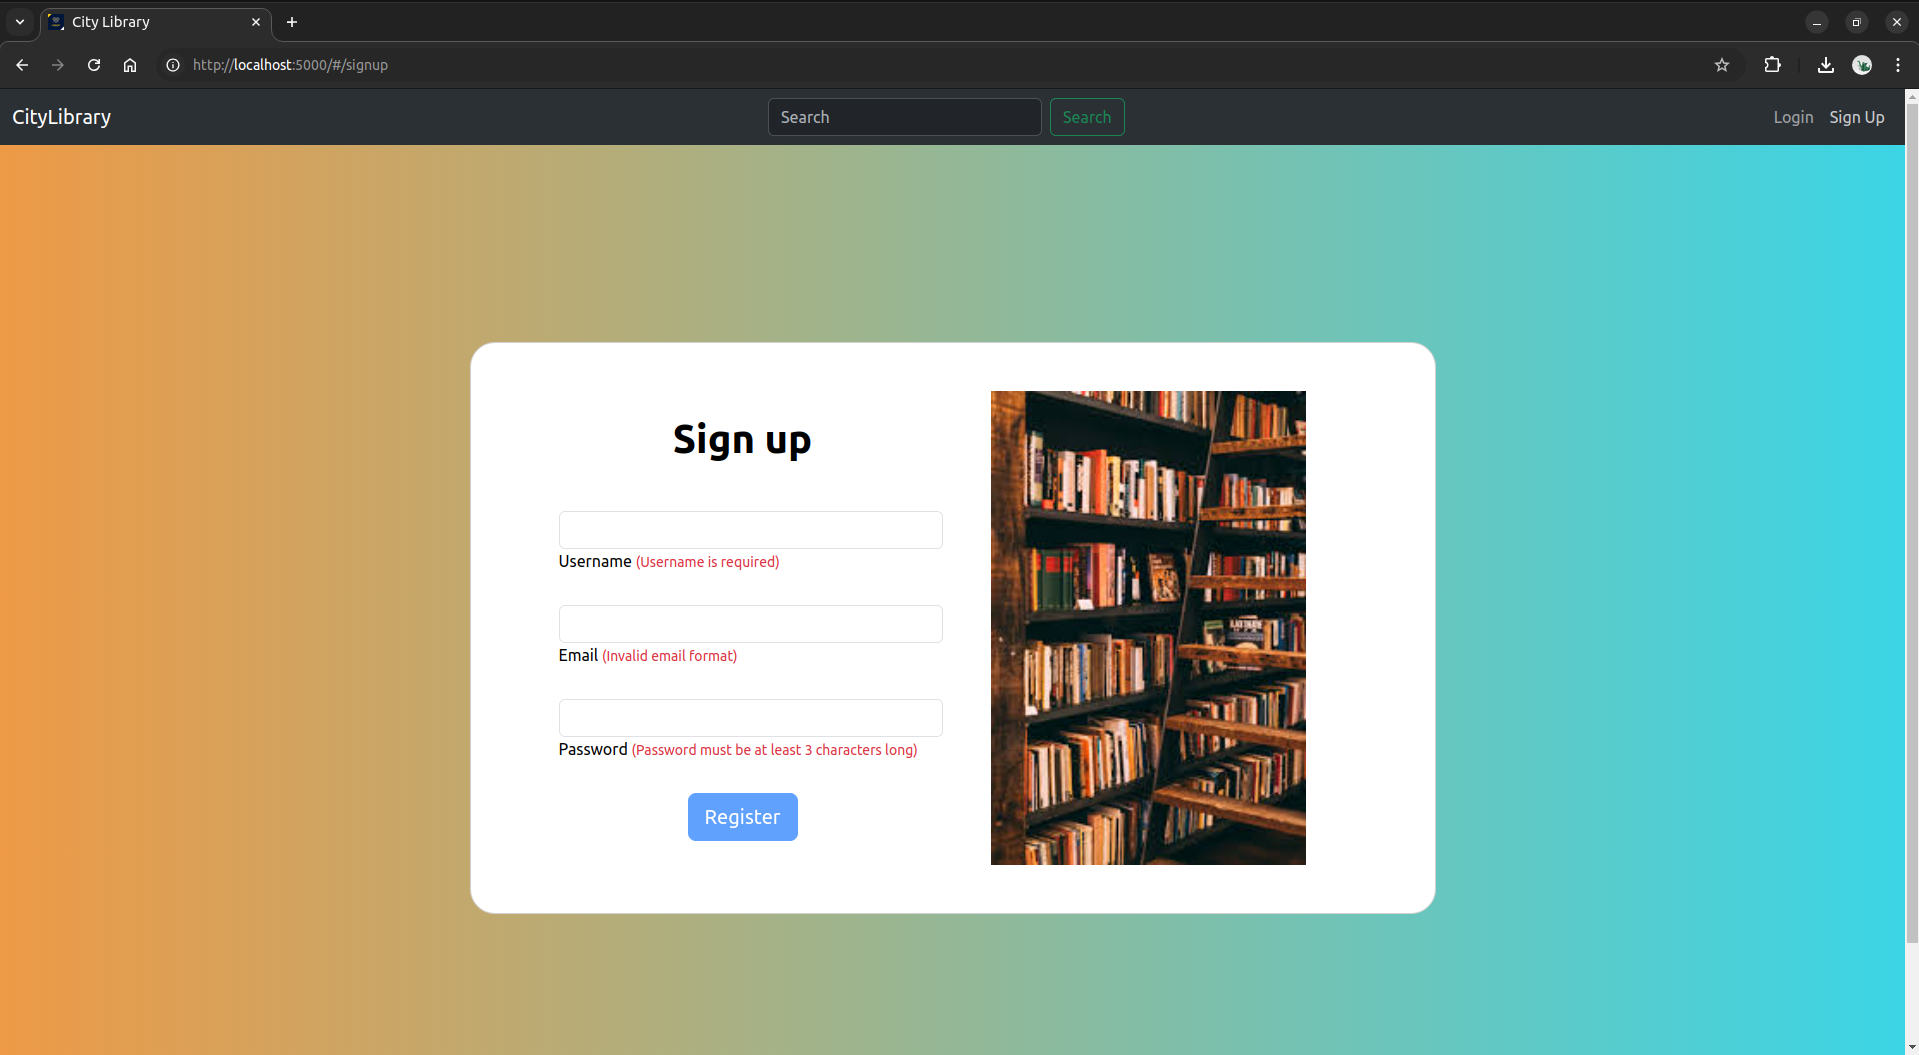 City Library
http://localhost:5000/#/signup
CityLibrary
Search
Search
Login
Sign Up
Sign up
Username (Username is required)
Email (Invalid email format)
Password (Password must be at least 3 characters long)
Register